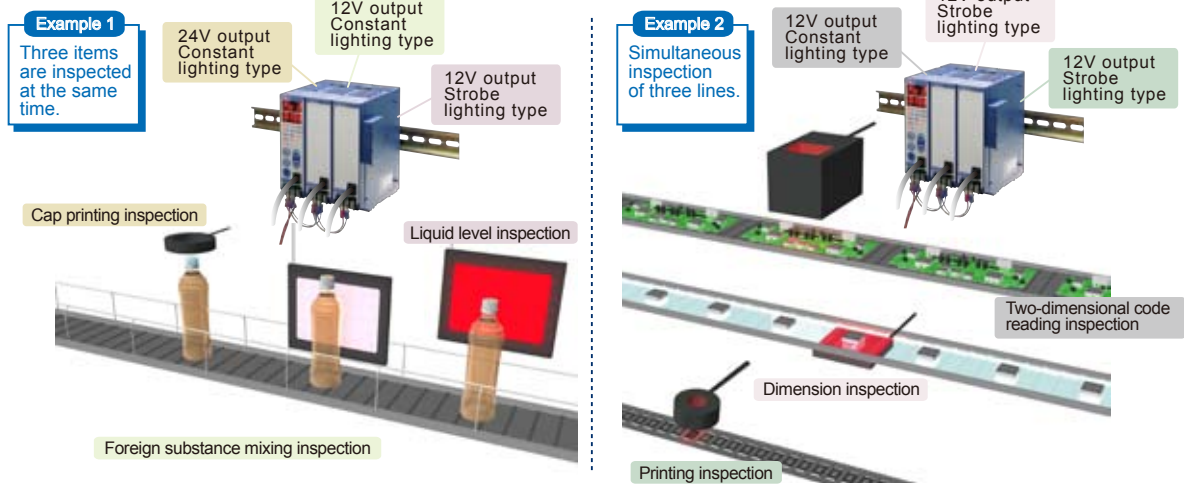 Example 1
Three items
are inspected
at the same
time.
24V output
Constant
lighting type
12V output
Constant
lighting type
12V output
Strobe
lighting type
Cap printing inspection
Liquid level inspection
Foreign substance mixing inspection
Example 2
Simultaneous
inspection
of three lines.
12V output
Constant
lighting type
12V output
Strobe
lighting type
12V output
Strobe
lighting type
Two-dimensional code
reading inspection
Dimension inspection
Printing inspection